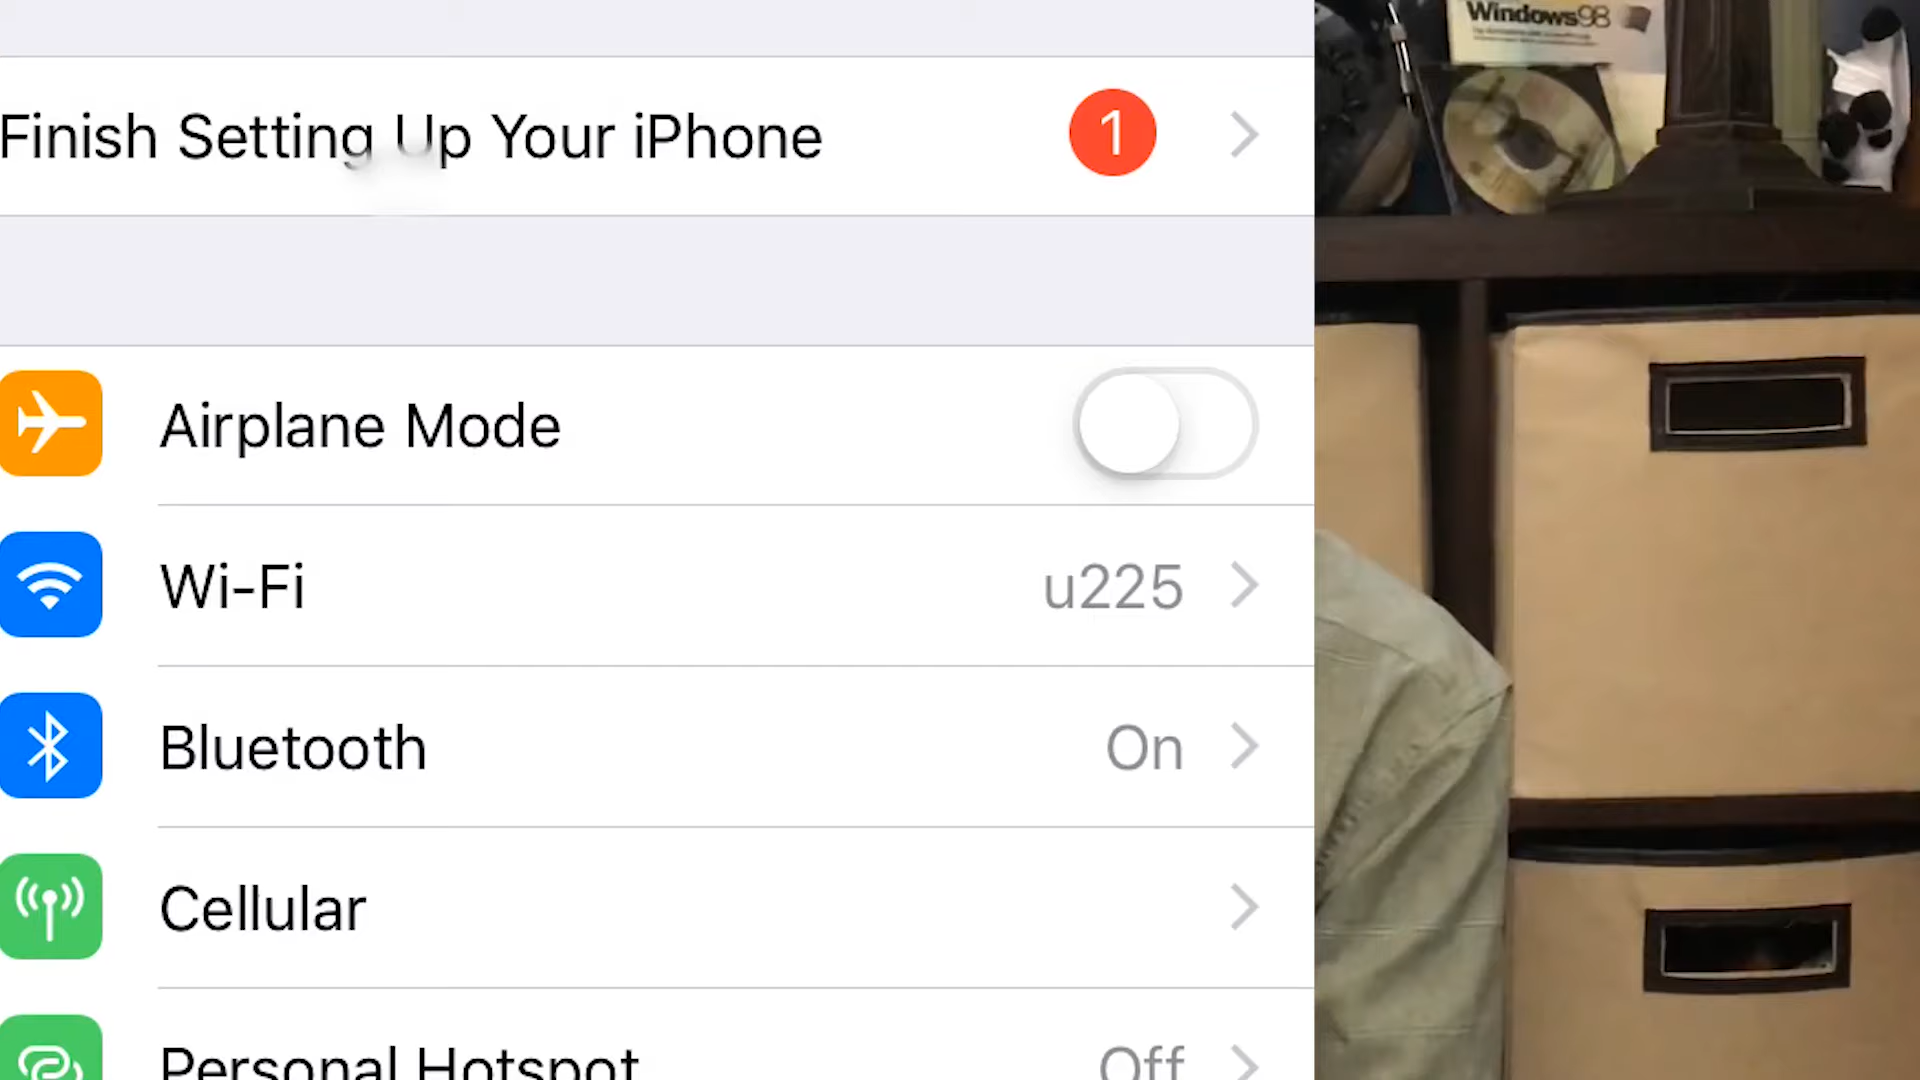 Windows98
Finish Setting Up Your iPhone
1
Airplane Mode
Wi-Fi
u225
Bluetooth
On
Cellular
Personal Hotspot
Off